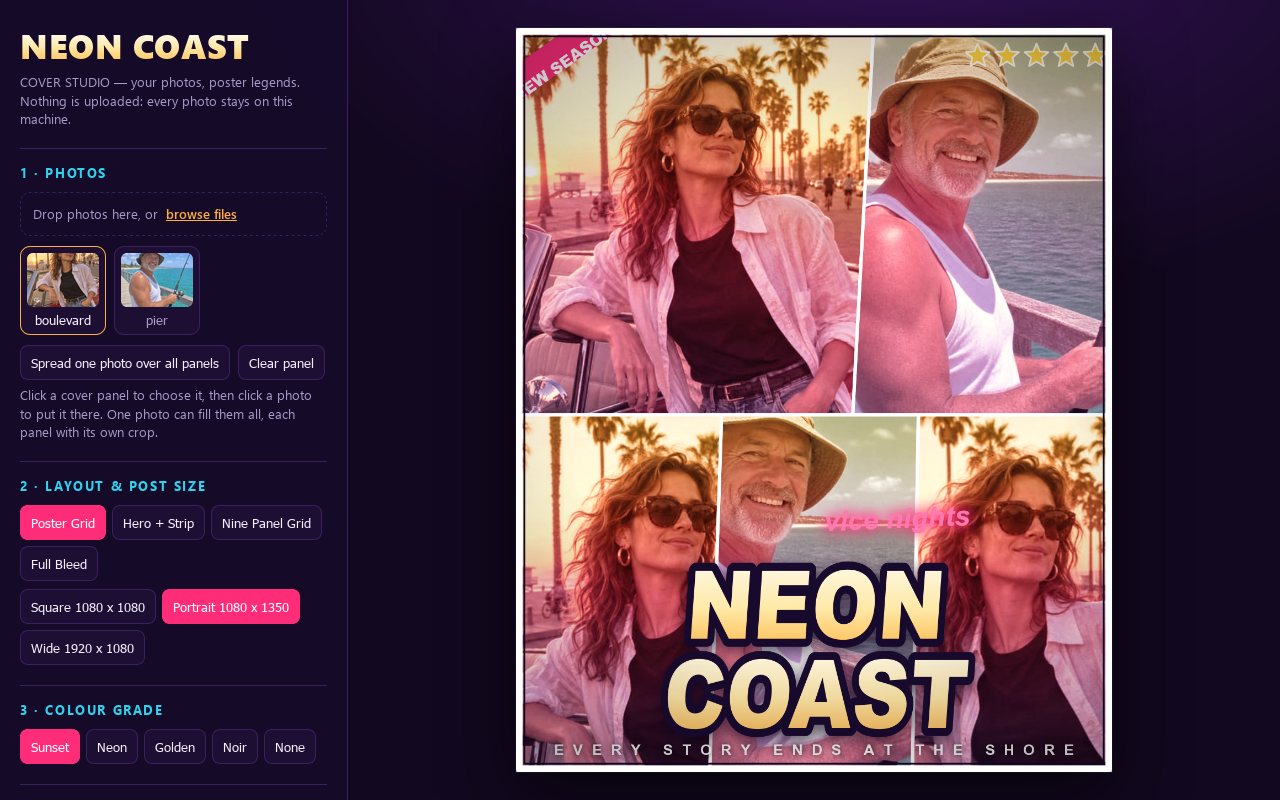 NEON COAST
COVER STUDIO — your photos, poster legends.
Nothing is uploaded: every photo stays on this
machine.
1 · PHOTOS
Drop photos here, or browse files
boulevard
pier
Spread one photo over all panels
Clear panel
Click a cover panel to choose it, then click a photo
to put it there. One photo can fill them all, each
panel with its own crop.
2 · LAYOUT & POST SIZE
Poster Grid
Hero + Strip
Nine Panel Grid
Full Bleed
Square 1080 x 1080
Portrait 1080 x 1350
Wide 1920 x 1080
3 · COLOUR GRADE
Sunset
Neon
Golden
Noir
None
EW SEASO
vice nights
NEON
COAST
EVERY STORY ENDS AT THE SHORE